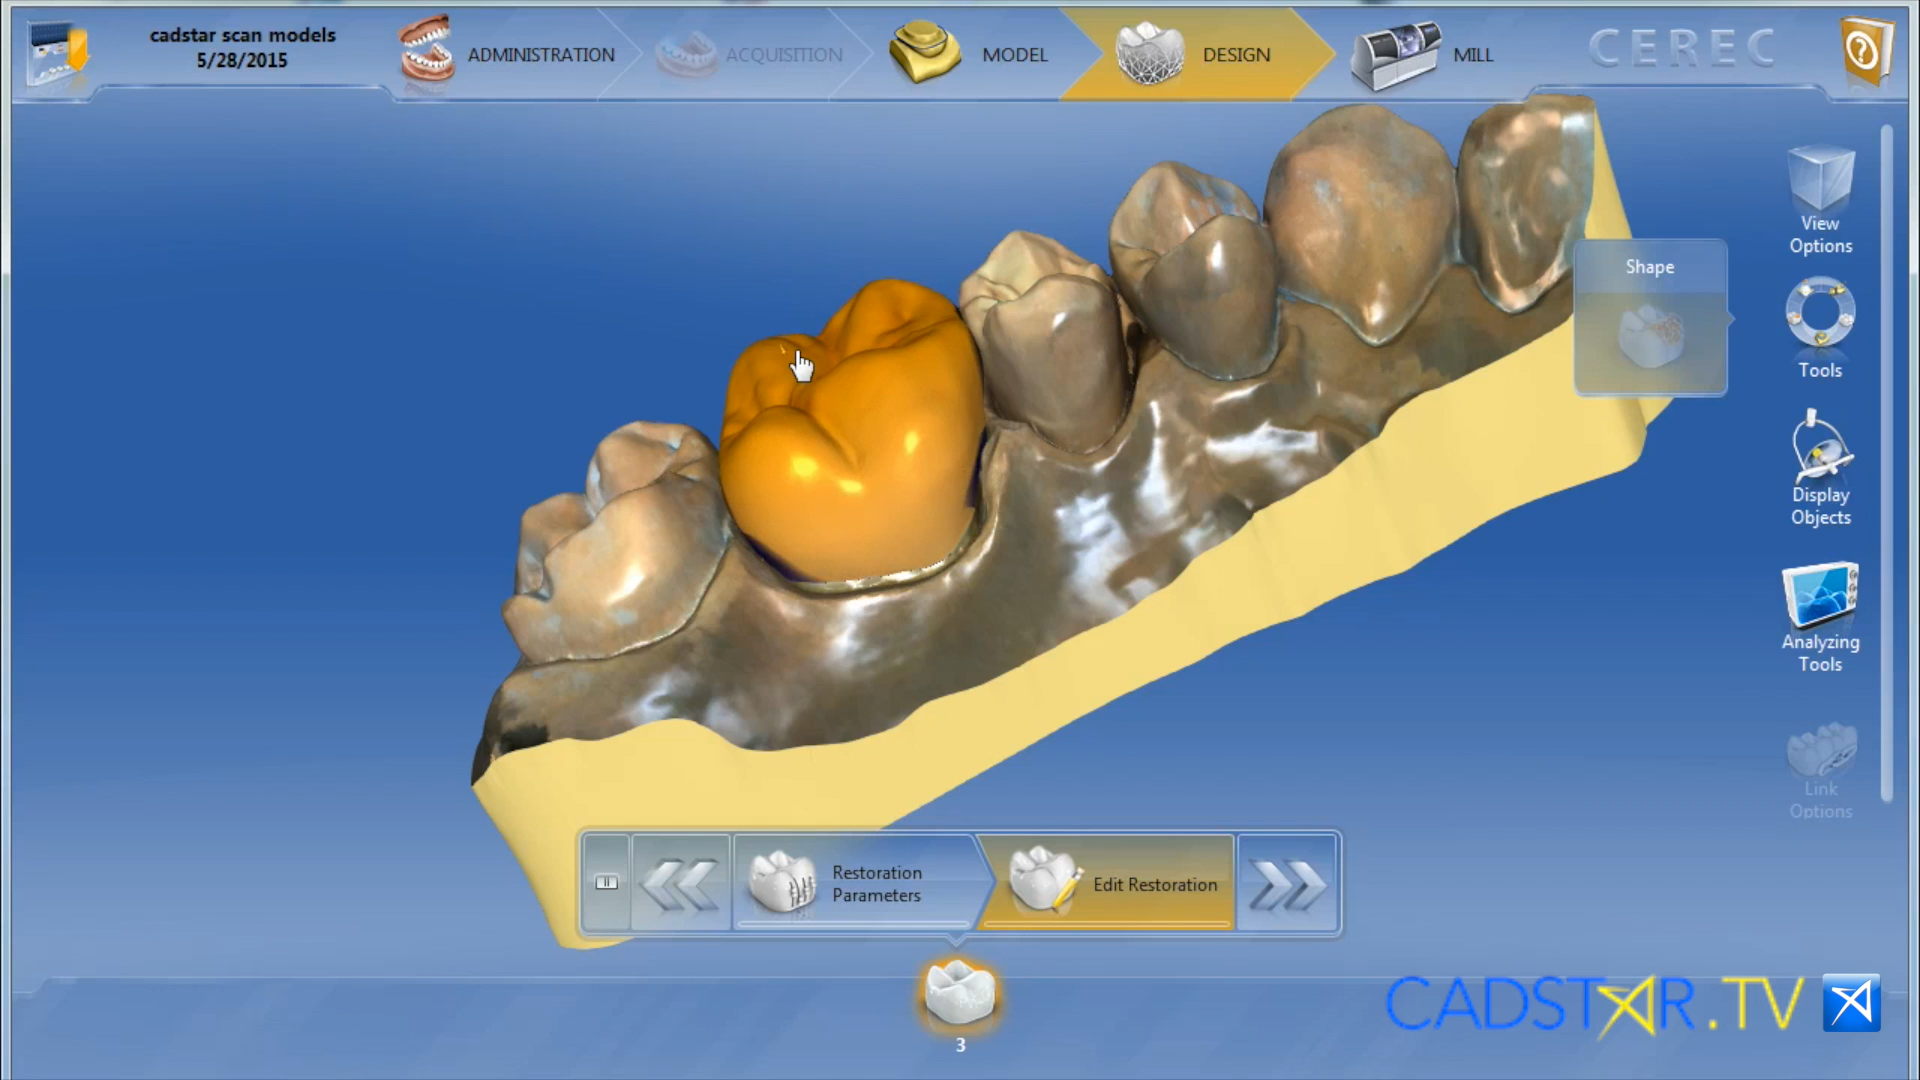 cadstar scan models
5/28/2015
ADMINISTRATION
ACQUISITION
MODEL
DESIGN
MILL
CEREC
View
Options
Shape
Tools
Display
Objects
Analyzing
Tools
Link
Options
Restoration
Parameters
Edit Restoration
3
CADSTAR.TV